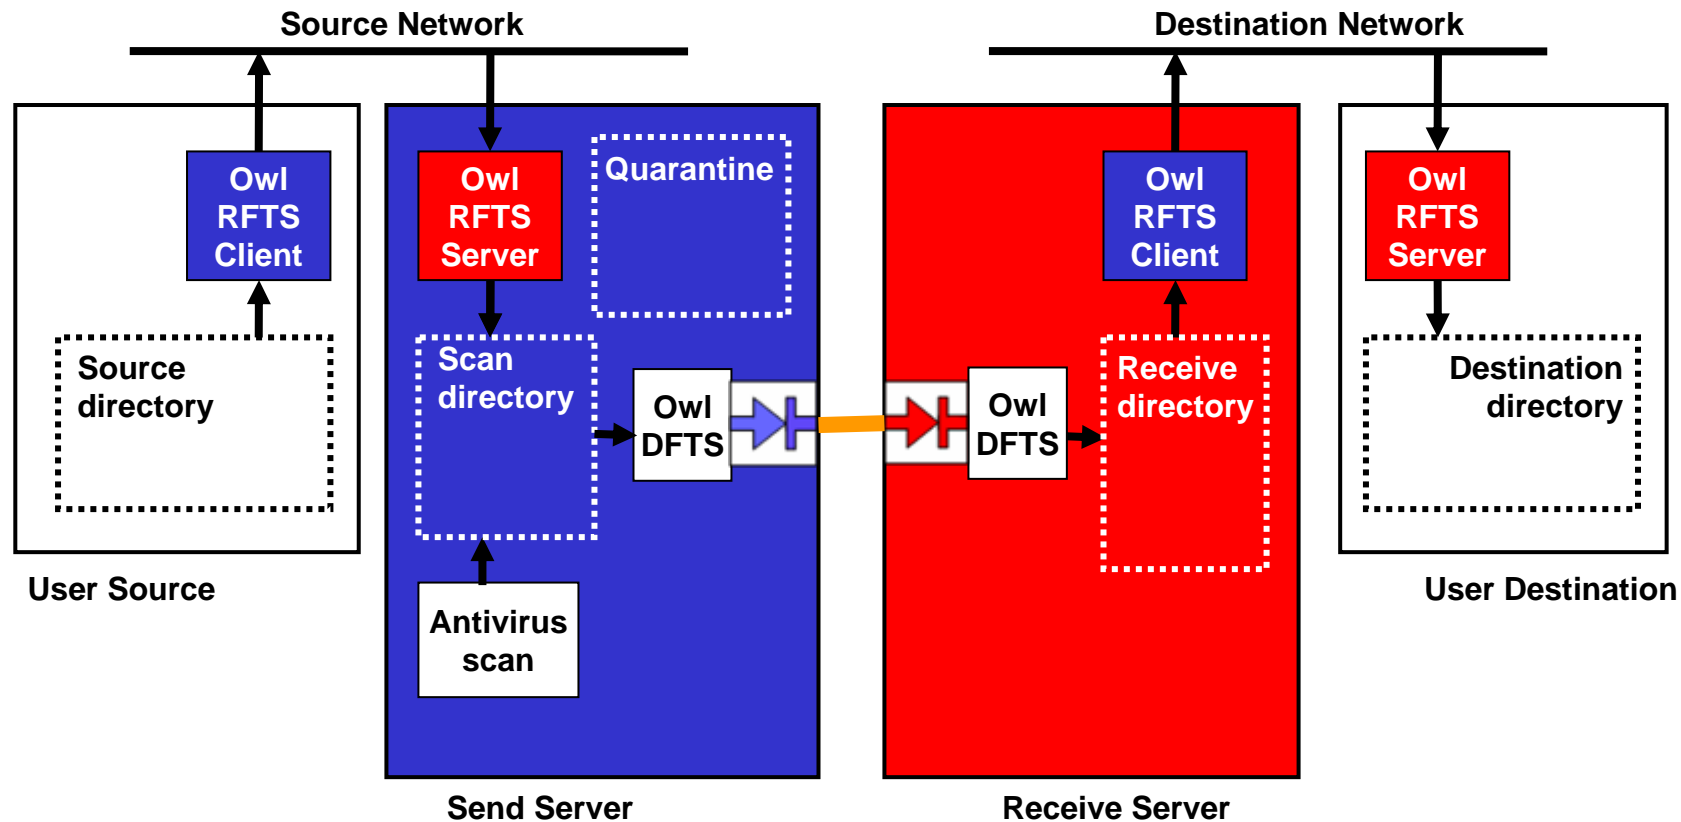 Source Network
Destination Network
Owl
RFTS
Client
Owl
RFTS
Server
Quarantine
Owl
RFTS
Client
Owl
RFTS
Server
Source
directory
Scan
directory
Owl
DFTS
Owl
DFTS
Receive
directory
Destination
directory
User Source
User Destination
Antivirus
scan
Send Server
Receive Server